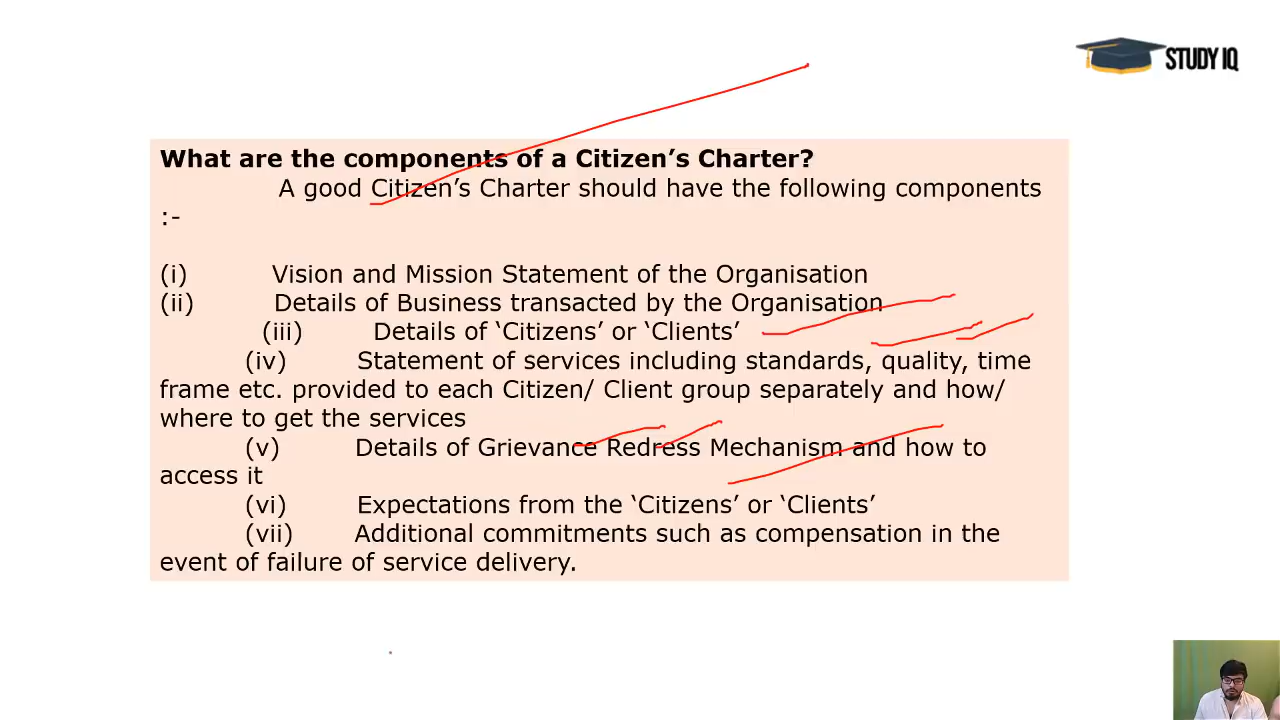 STUDY IQ
What are the components of a Citizen’s Charter?
A good Citizen’s Charter should have the following components
:-
(i) Vision and Mission Statement of the Organisation
(ii) Details of Business transacted by the Organisation
(iii) Details of ‘Citizens’ or ‘Clients’
(iv) Statement of services including standards, quality, time
frame etc. provided to each Citizen/ Client group separately and how/
where to get the services
(v) Details of Grievance Redress Mechanism and how to
access it
(vi) Expectations from the ‘Citizens’ or ‘Clients’
(vii) Additional commitments such as compensation in the
event of failure of service delivery.